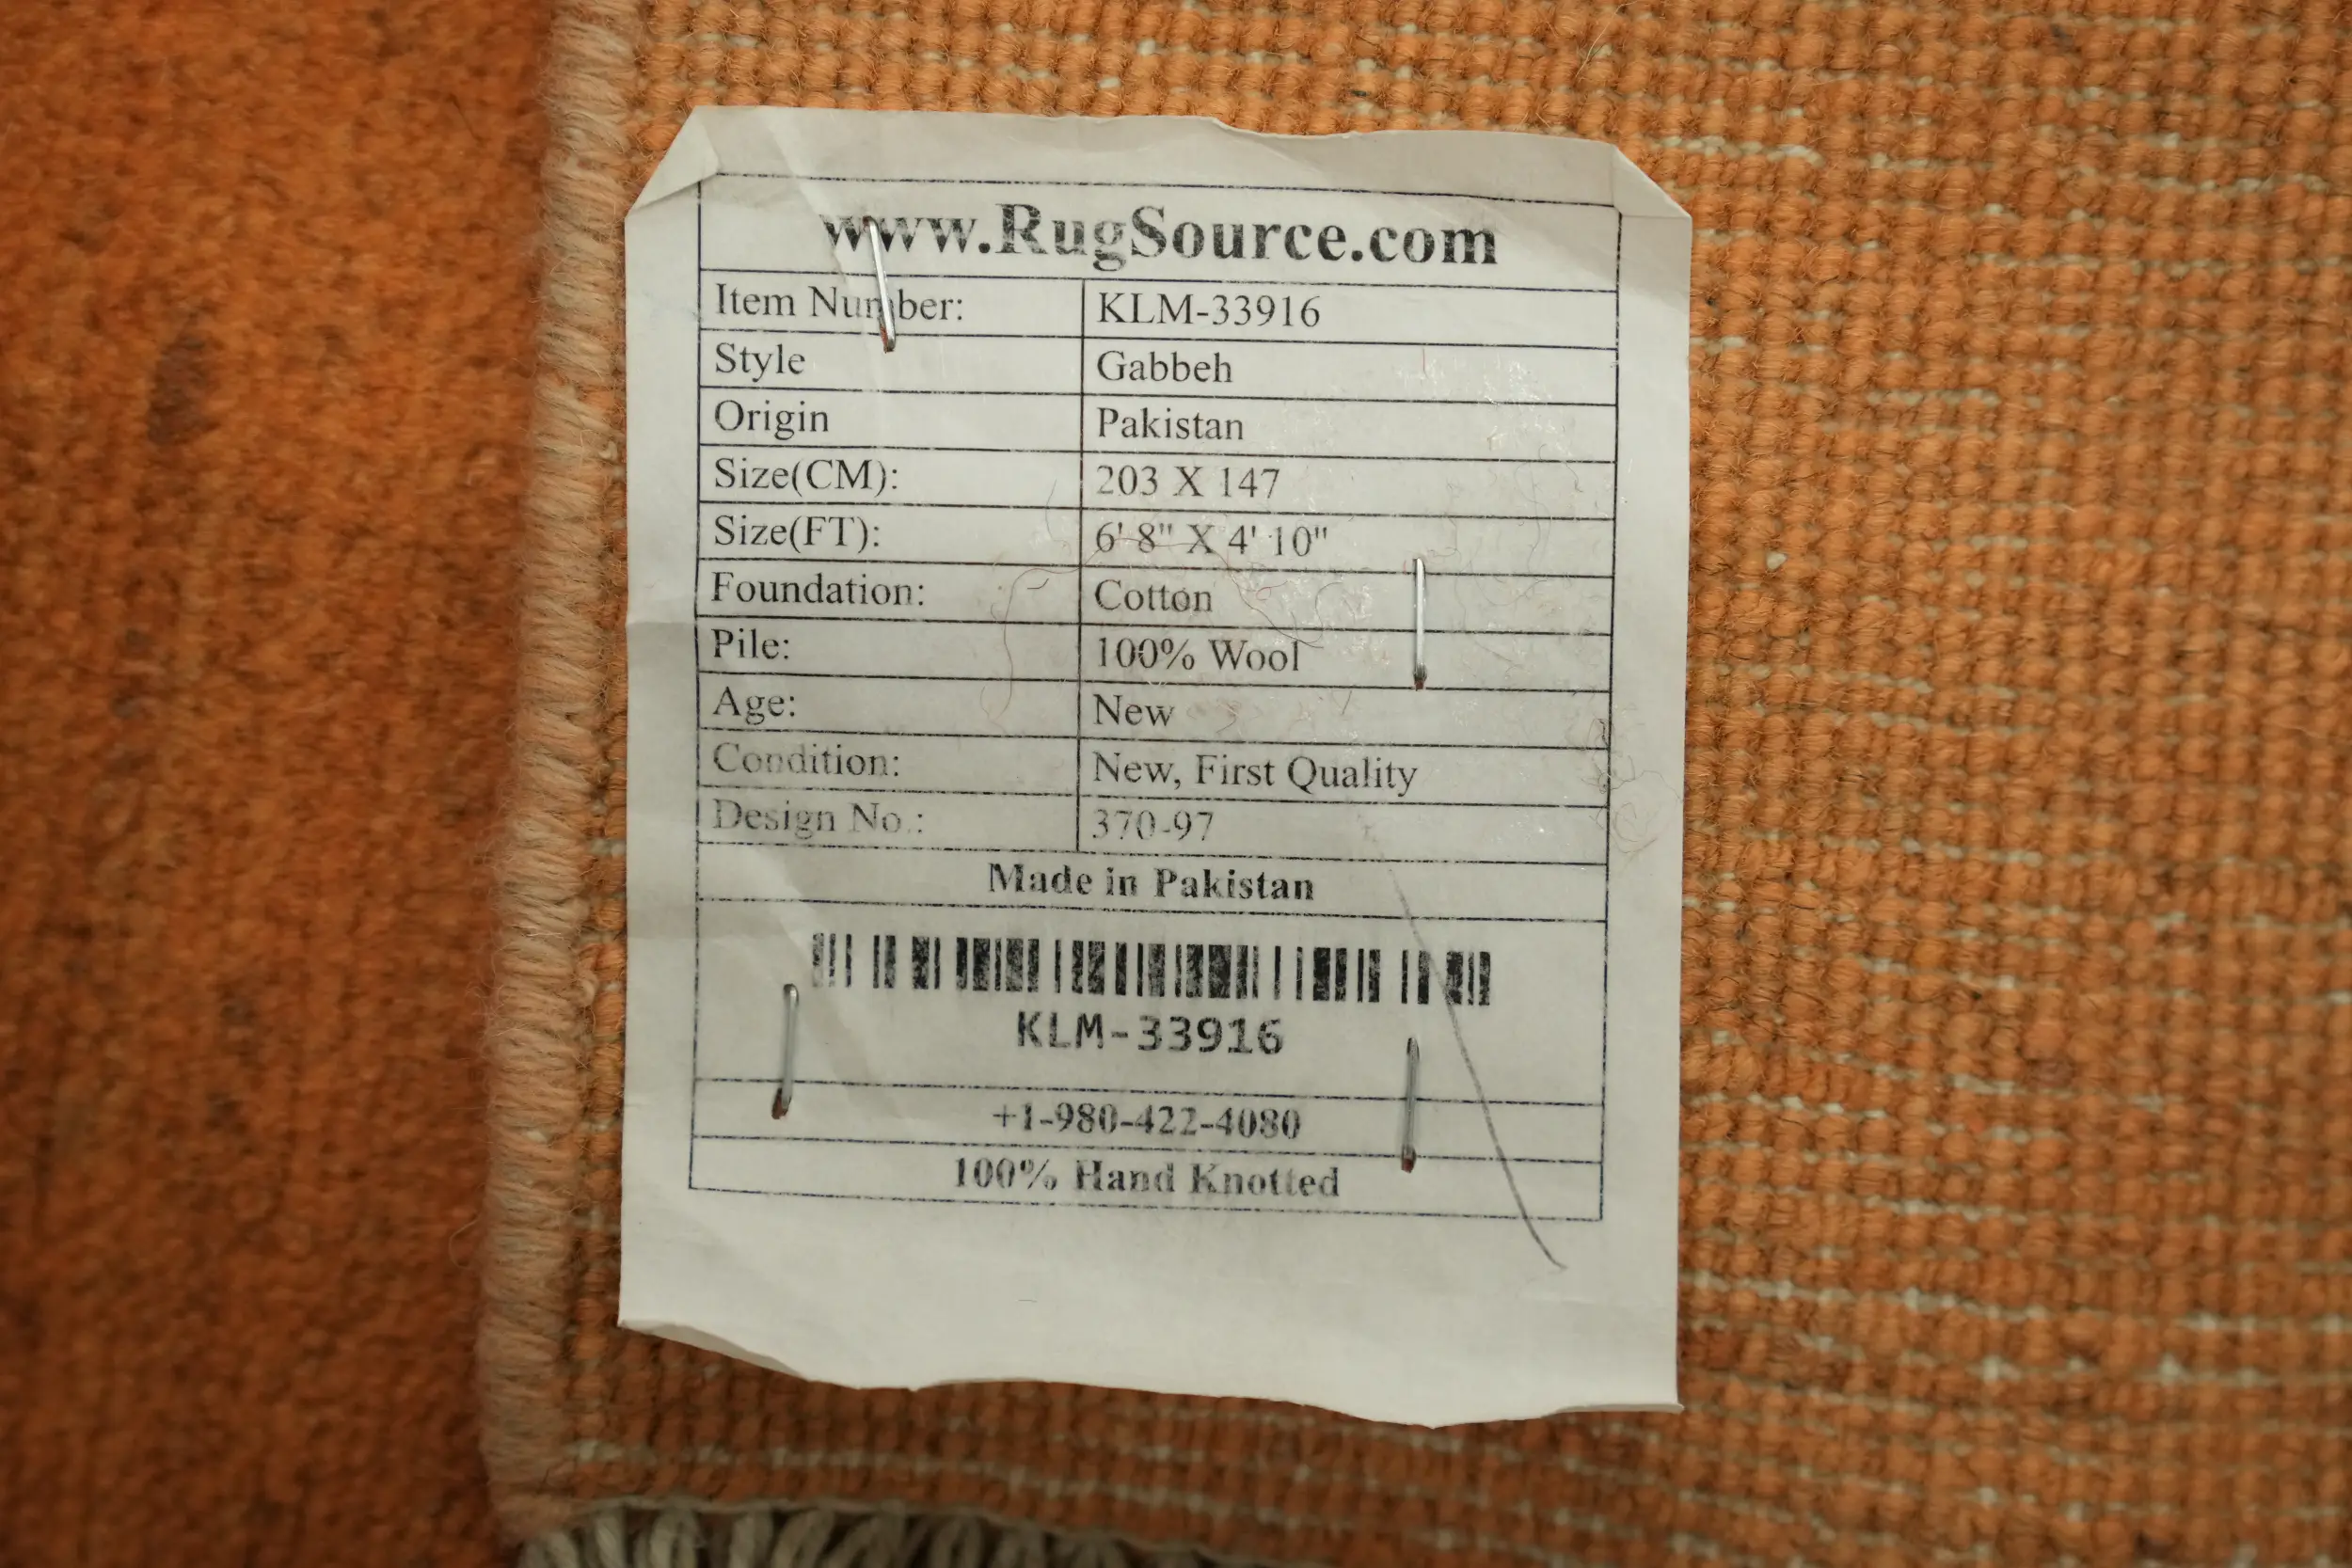 www.RugSource.com
Item Number: KLM-33916
Style Gabbeh
Origin Pakistan
Size(CM): 203 X 147
Size(FT): 6' 8" X 4' 10"
Foundation: Cotton
Pile: 100% Wool
Age: New
Condition: New, First Quality
Design No.: 370-97
Made in Pakistan
KLM-33916
+1-980-422-4080
100% Hand Knotted